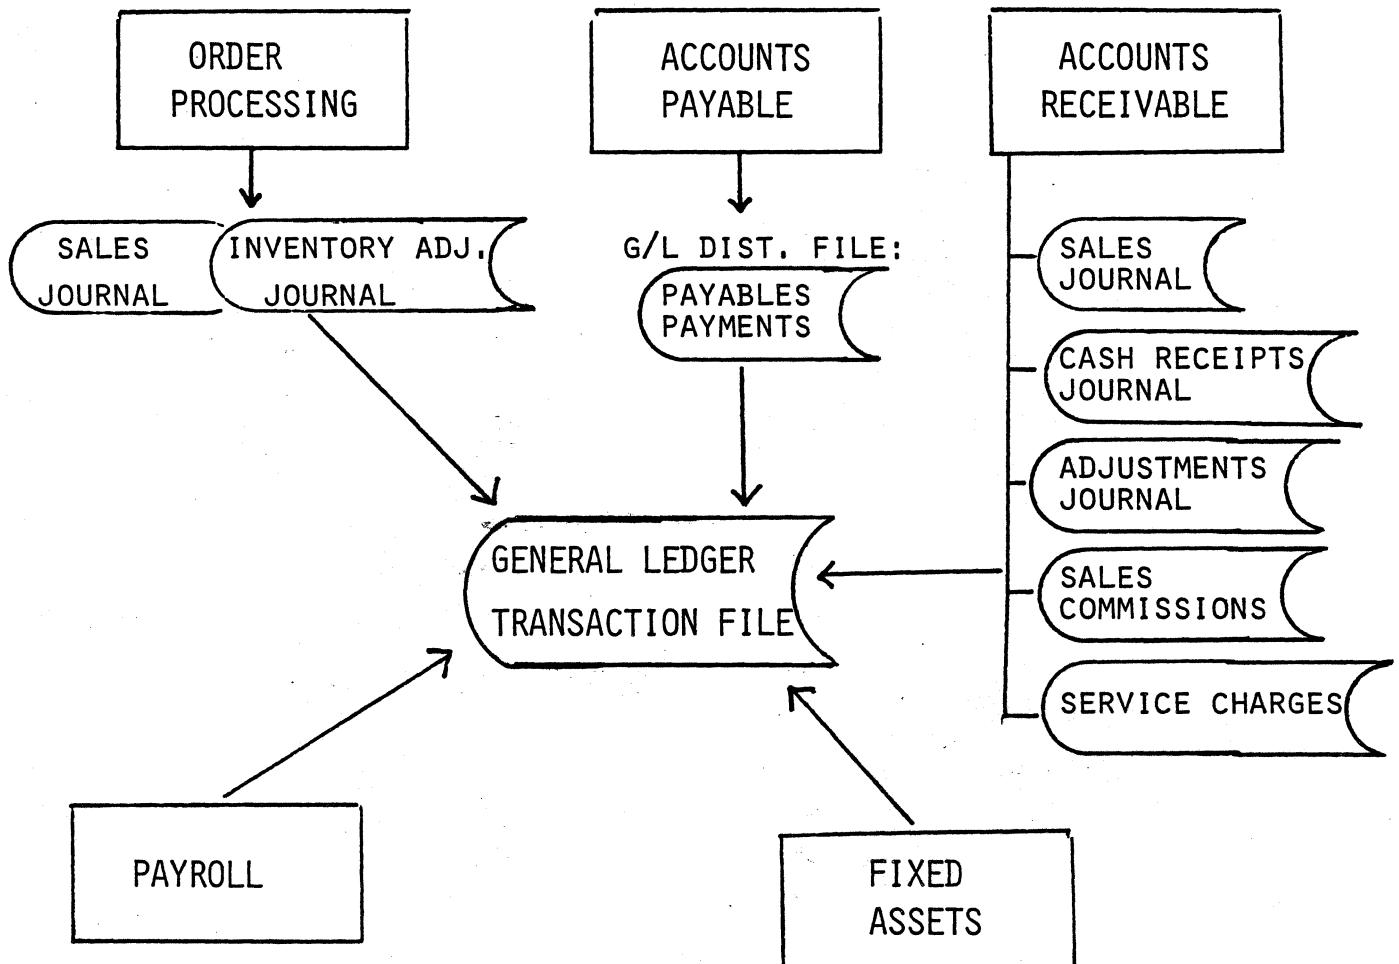 ORDER
PROCESSING
ACCOUNTS
PAYABLE
ACCOUNTS
RECEIVABLE
SALES
JOURNAL
INVENTORY ADJ.
JOURNAL
G/L DIST. FILE:
PAYABLES
PAYMENTS
SALES
JOURNAL
CASH RECEIPTS
JOURNAL
ADJUSTMENTS
JOURNAL
SALES
COMMISSIONS
SERVICE CHARGES
GENERAL LEDGER
TRANSACTION FILE
PAYROLL
FIXED
ASSETS